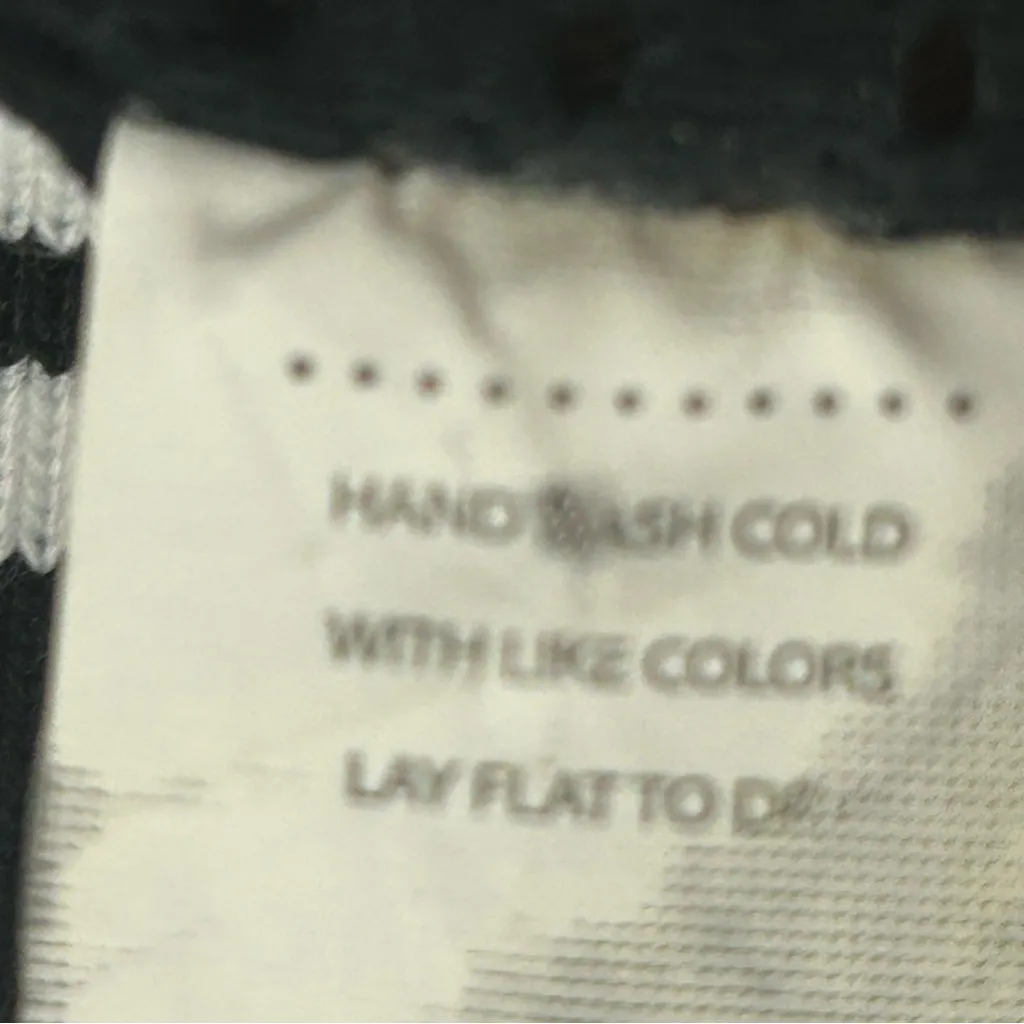 HAND WASH COLD
WITH LIKE COLORS
LAY FLAT TO